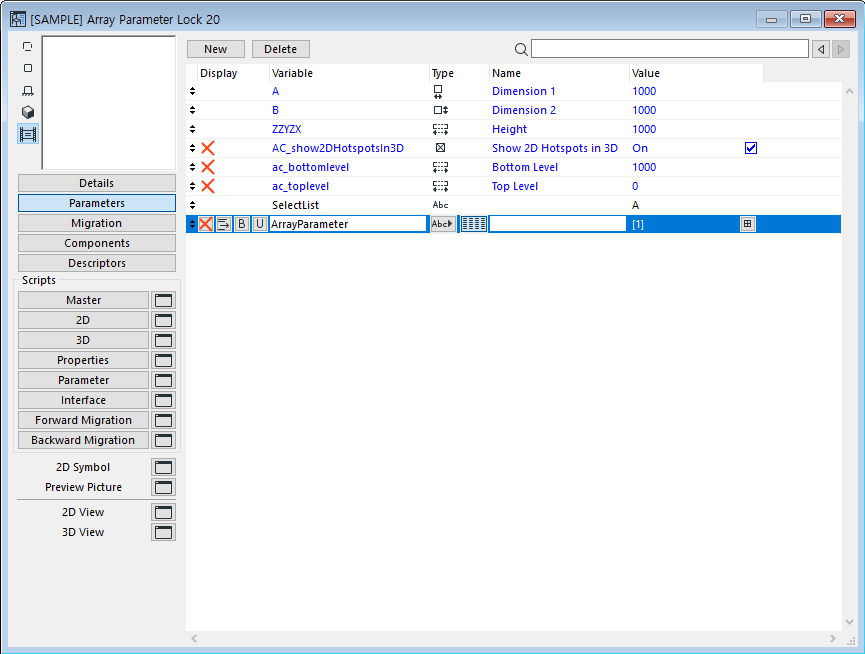 [SAMPLE] Array Parameter Lock 20
New Delete
Display Variable Type Name Value
A Dimension 1 1000
B Dimension 2 1000
ZZYZX Height 1000
AC_show2DHotspotsIn3D Show 2D Hotspots in 3D On
ac_bottomlevel Bottom Level 1000
ac_toplevel Top Level 0
SelectList Abc A
B U ArrayParameter Abc [1]
Details
Parameters
Migration
Components
Descriptors
Scripts
Master
2D
3D
Properties
Parameter
Interface
Forward Migration
Backward Migration
2D Symbol
Preview Picture
2D View
3D View